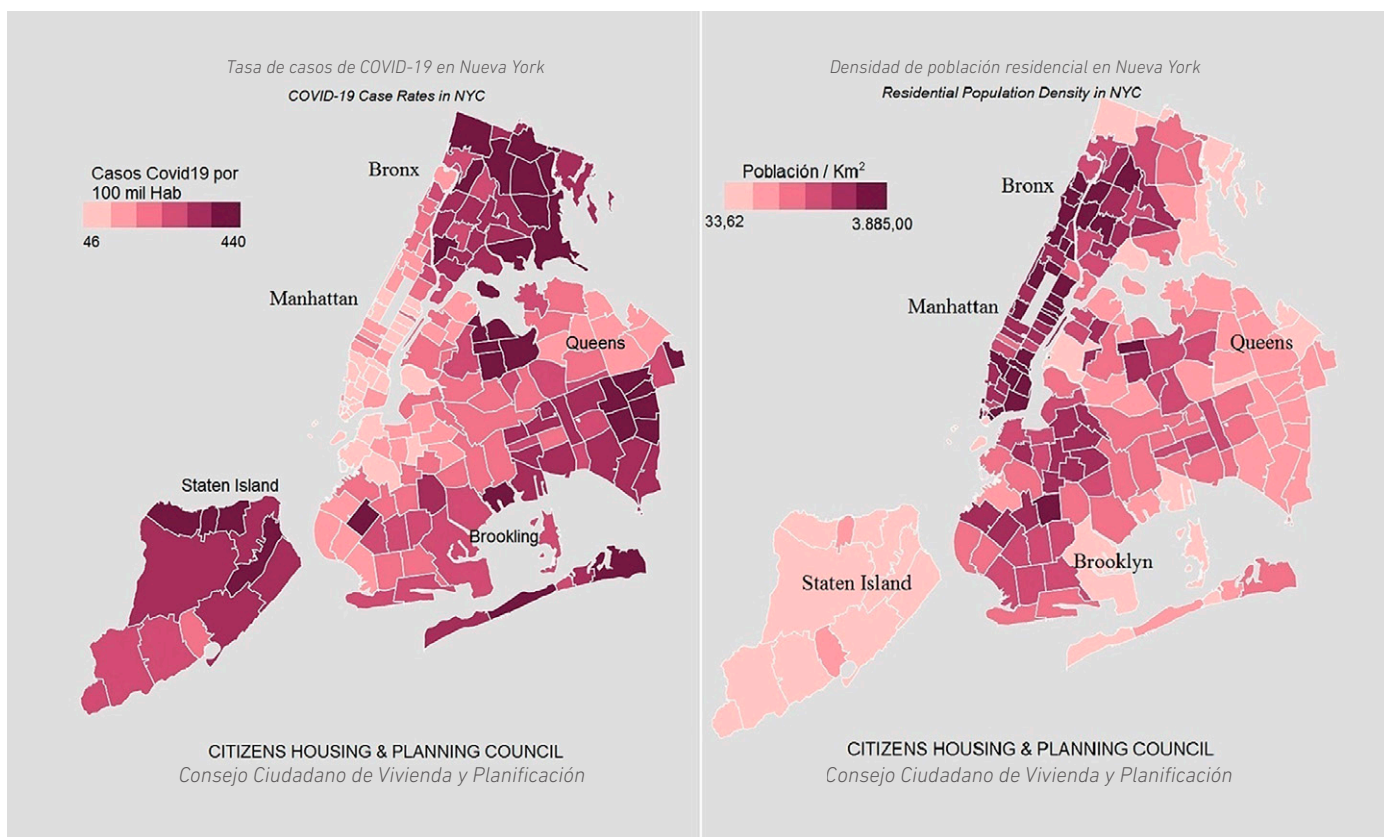 Tasa de casos de COVID-19 en Nueva York
COVID-19 Case Rates in NYC
Casos Covid19 por
100 mil Hab
46
440
Bronx
Manhattan
Queens
Staten Island
Brookling
CITIZENS HOUSING & PLANNING COUNCIL
Consejo Ciudadano de Vivienda y Planificación
Densidad de población residencial en Nueva York
Residential Population Density in NYC
Población / Km²
33,62
3.885,00
Bronx
Manhattan
Queens
Brooklyn
Staten Island
CITIZENS HOUSING & PLANNING COUNCIL
Consejo Ciudadano de Vivienda y Planificación